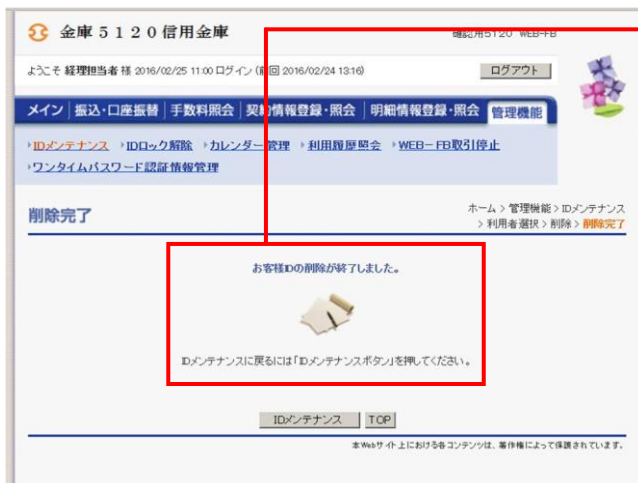 金庫5120信用金庫
確認用5120 WEB-FB
ようこそ 経理担当者 様 2016/02/25 11:00 ログイン (前回 2016/02/24 13:16)
ログアウト
メイン 振込・口座振替 手数料照会 契約情報登録・照会 明細情報登録・照会 管理機能
IDメンテナンス IDロック解除 カレンダー管理 利用履歴照会 WEB-FB取引停止
ワンタイムパスワード認証情報管理
削除完了
ホーム > 管理機能 > IDメンテナンス
> 利用者選択 > 削除 > 削除完了
お客様IDの削除が終了しました。
IDメンテナンスに戻るには「IDメンテナンスボタン」を押してください。
IDメンテナンス TOP
本Webサイト上における各コンテンツは、著作権によって保護されています。